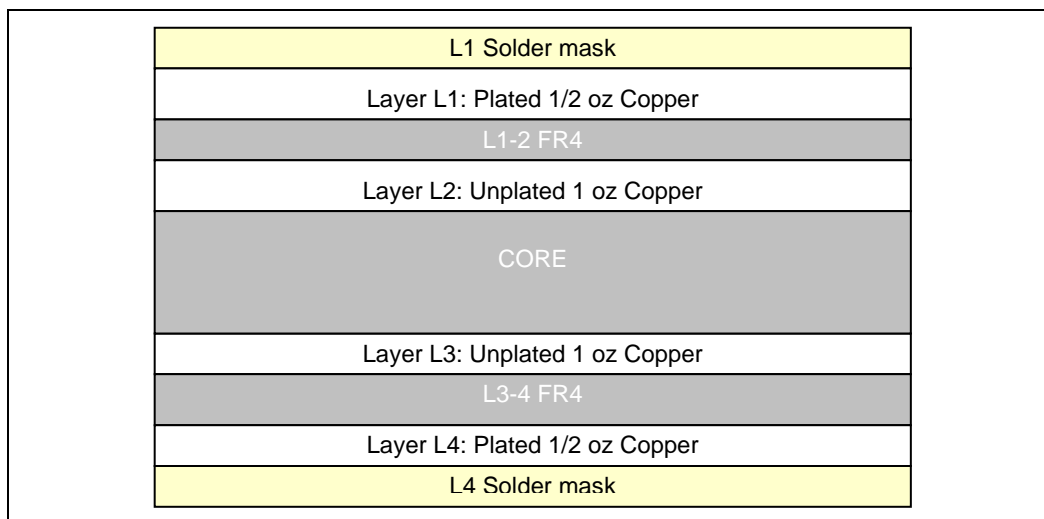 L1 Solder mask
Layer L1: Plated 1/2 oz Copper
L1-2 FR4
Layer L2: Unplated 1 oz Copper
CORE
Layer L3: Unplated 1 oz Copper
L3-4 FR4
Layer L4: Plated 1/2 oz Copper
L4 Solder mask